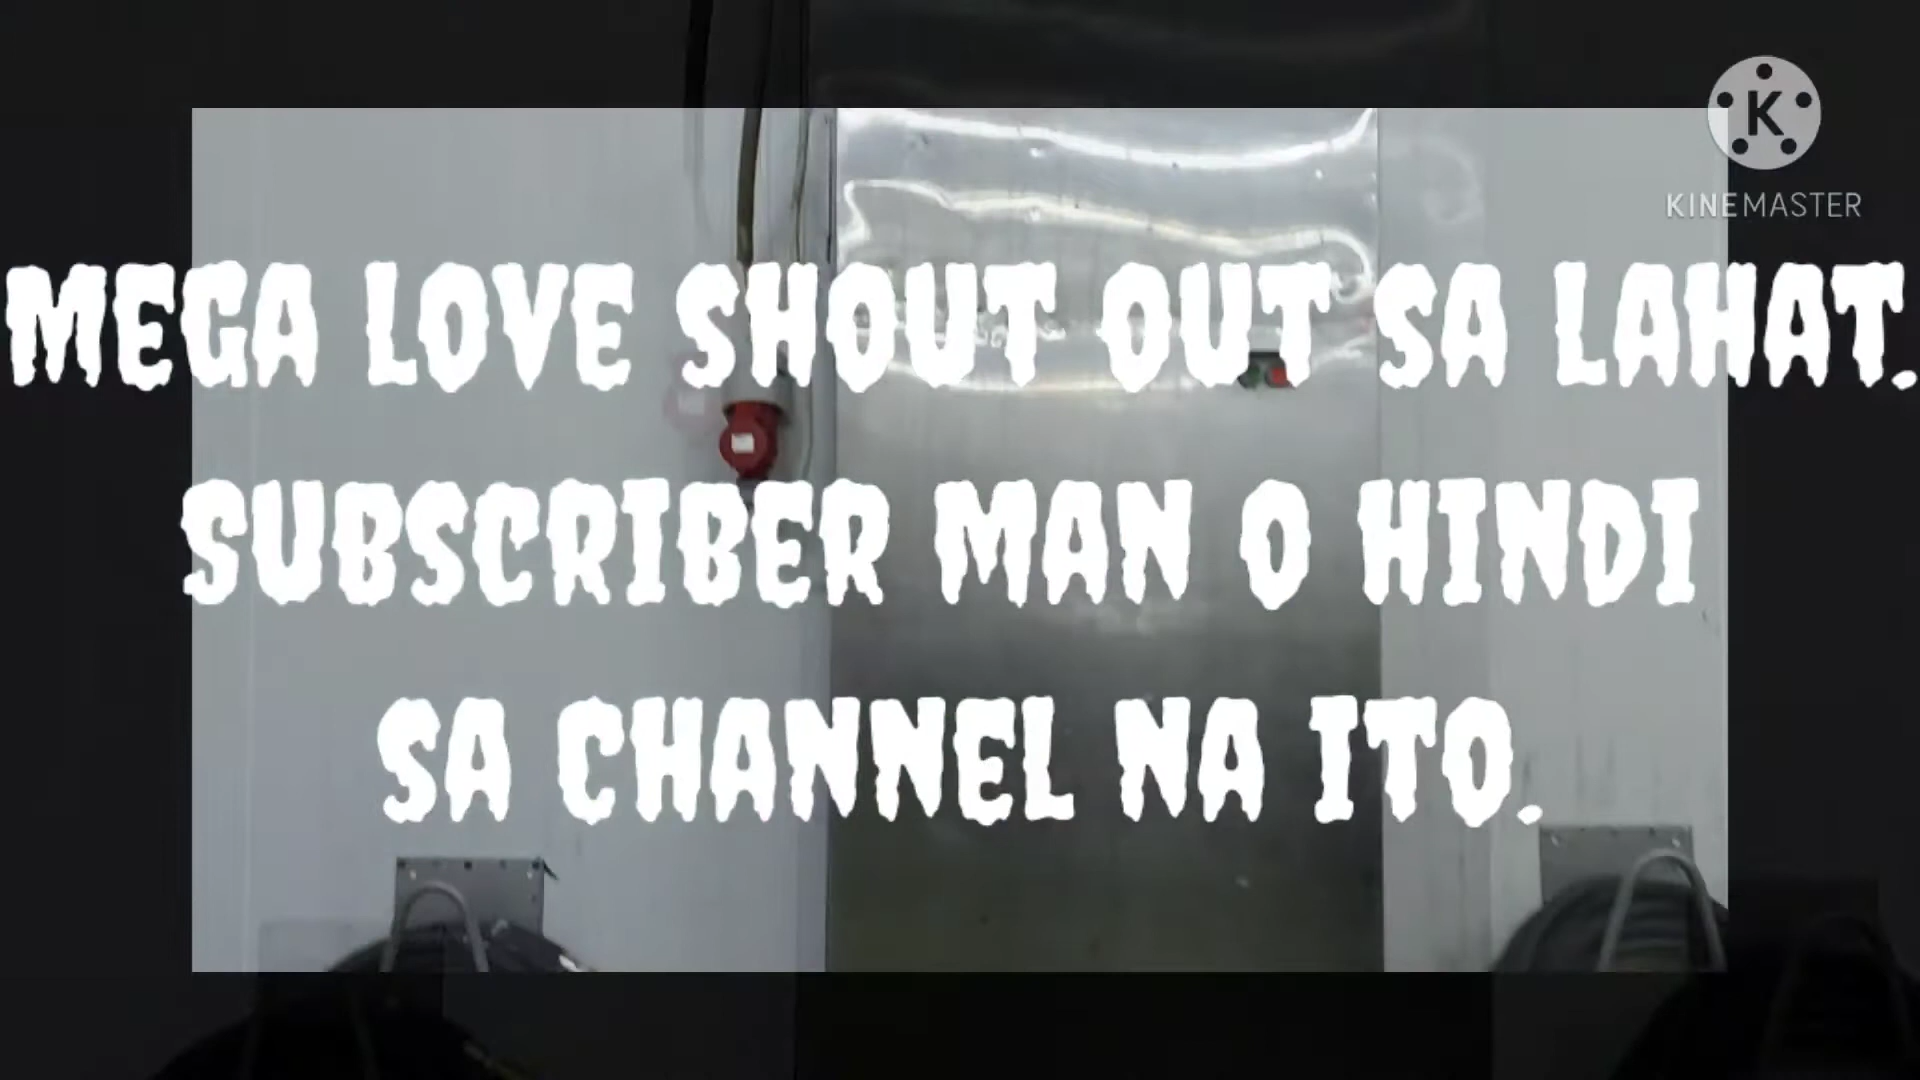 K
KINEMASTER
MEGA LOVE SHOUT OUT SA LAHAT.
SUBSCRIBER MAN O HINDI
SA CHANNEL NA ITO.